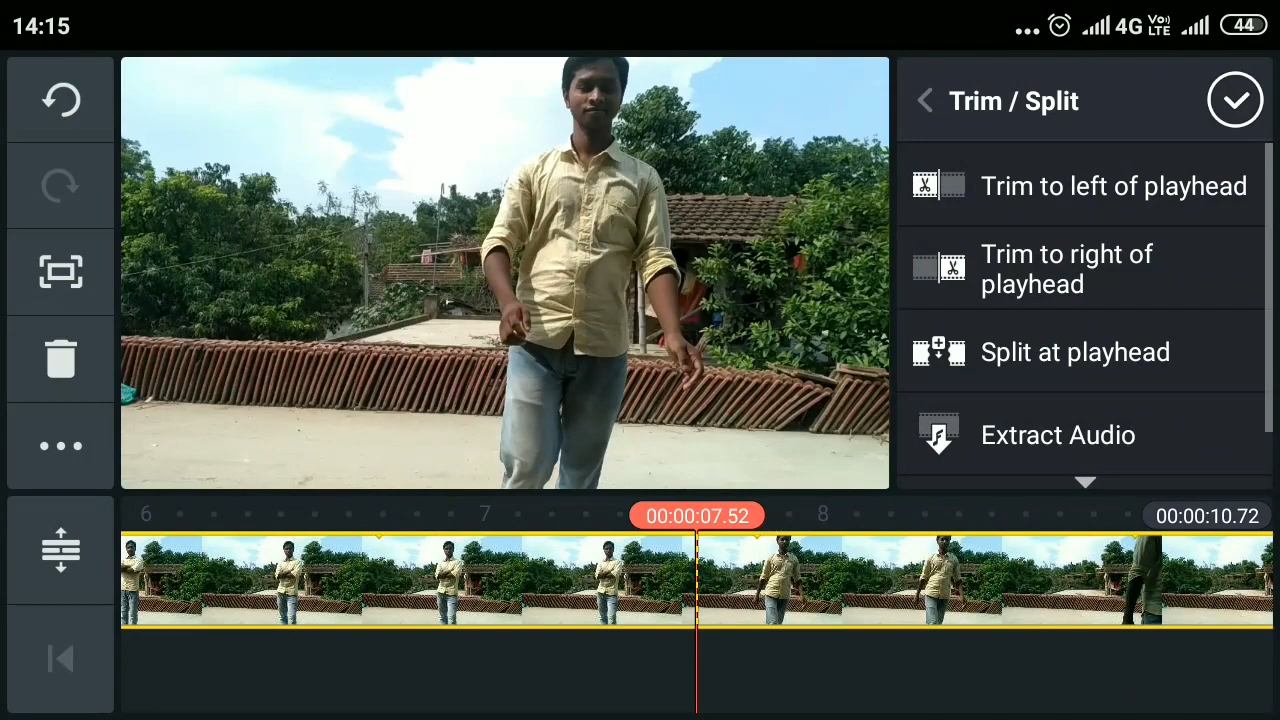 14:15
4G VoLTE 44
Trim / Split
Trim to left of playhead
Trim to right of
playhead
Split at playhead
Extract Audio
6 7 00:00:07.52 8 00:00:10.72